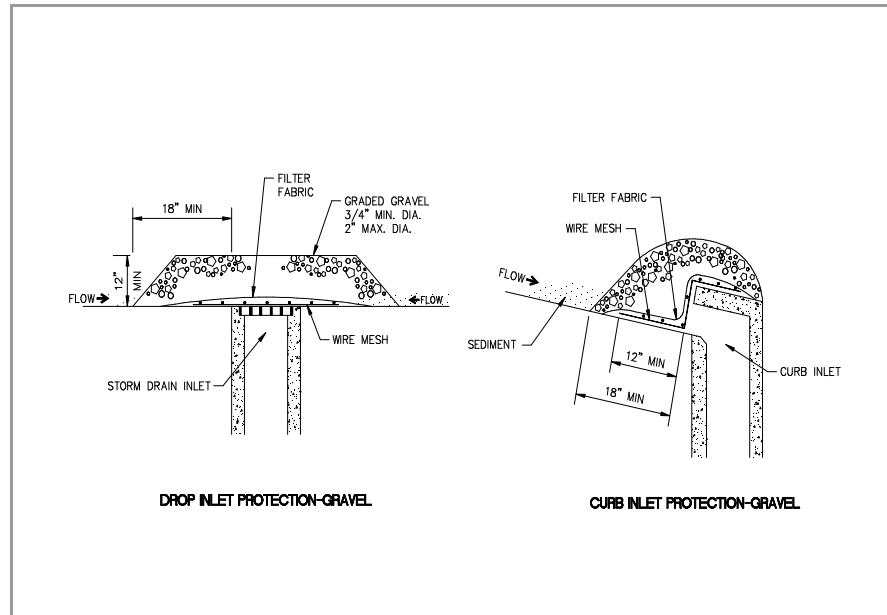 FILTER
FABRIC
18" MIN
GRADED GRAVEL
3/4" MIN. DIA.
2" MAX. DIA.
12"
MIN
FLOW
FLOW
WIRE MESH
STORM DRAIN INLET
DROP INLET PROTECTION-GRAVEL
FILTER FABRIC
WIRE MESH
FLOW
SEDIMENT
12" MIN
18" MIN
CURB INLET
CURB INLET PROTECTION-GRAVEL